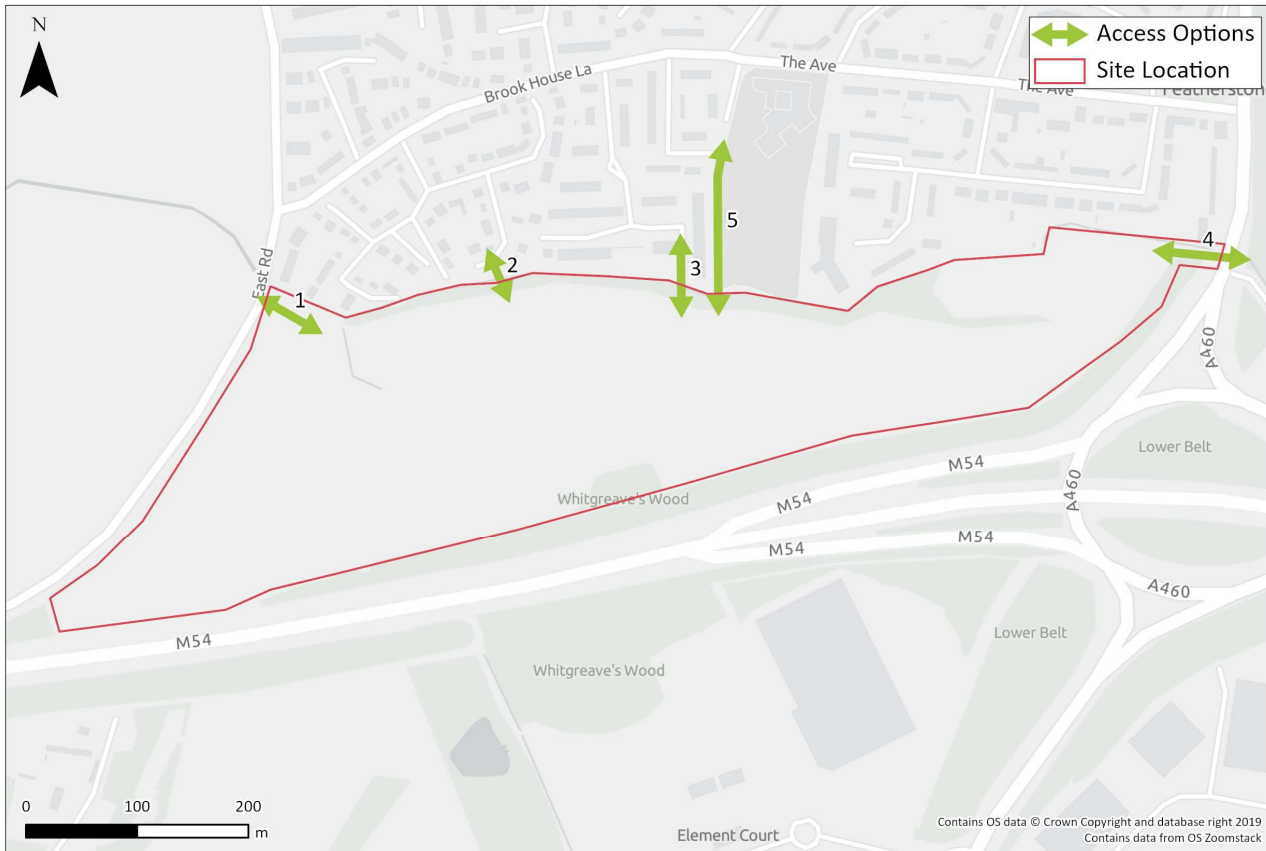 N
Access Options
Site Location
The Ave
The Ave
Brook House La
East Rd
1
2
3
5
4
A460
Lower Belt
M54
A460
Whitgreave's Wood
M54
M54
M54
A460
M54
Lower Belt
Whitgreave's Wood
0 100 200
m
Element Court
Contains OS data © Crown Copyright and database right 2019
Contains data from OS Zoomstack